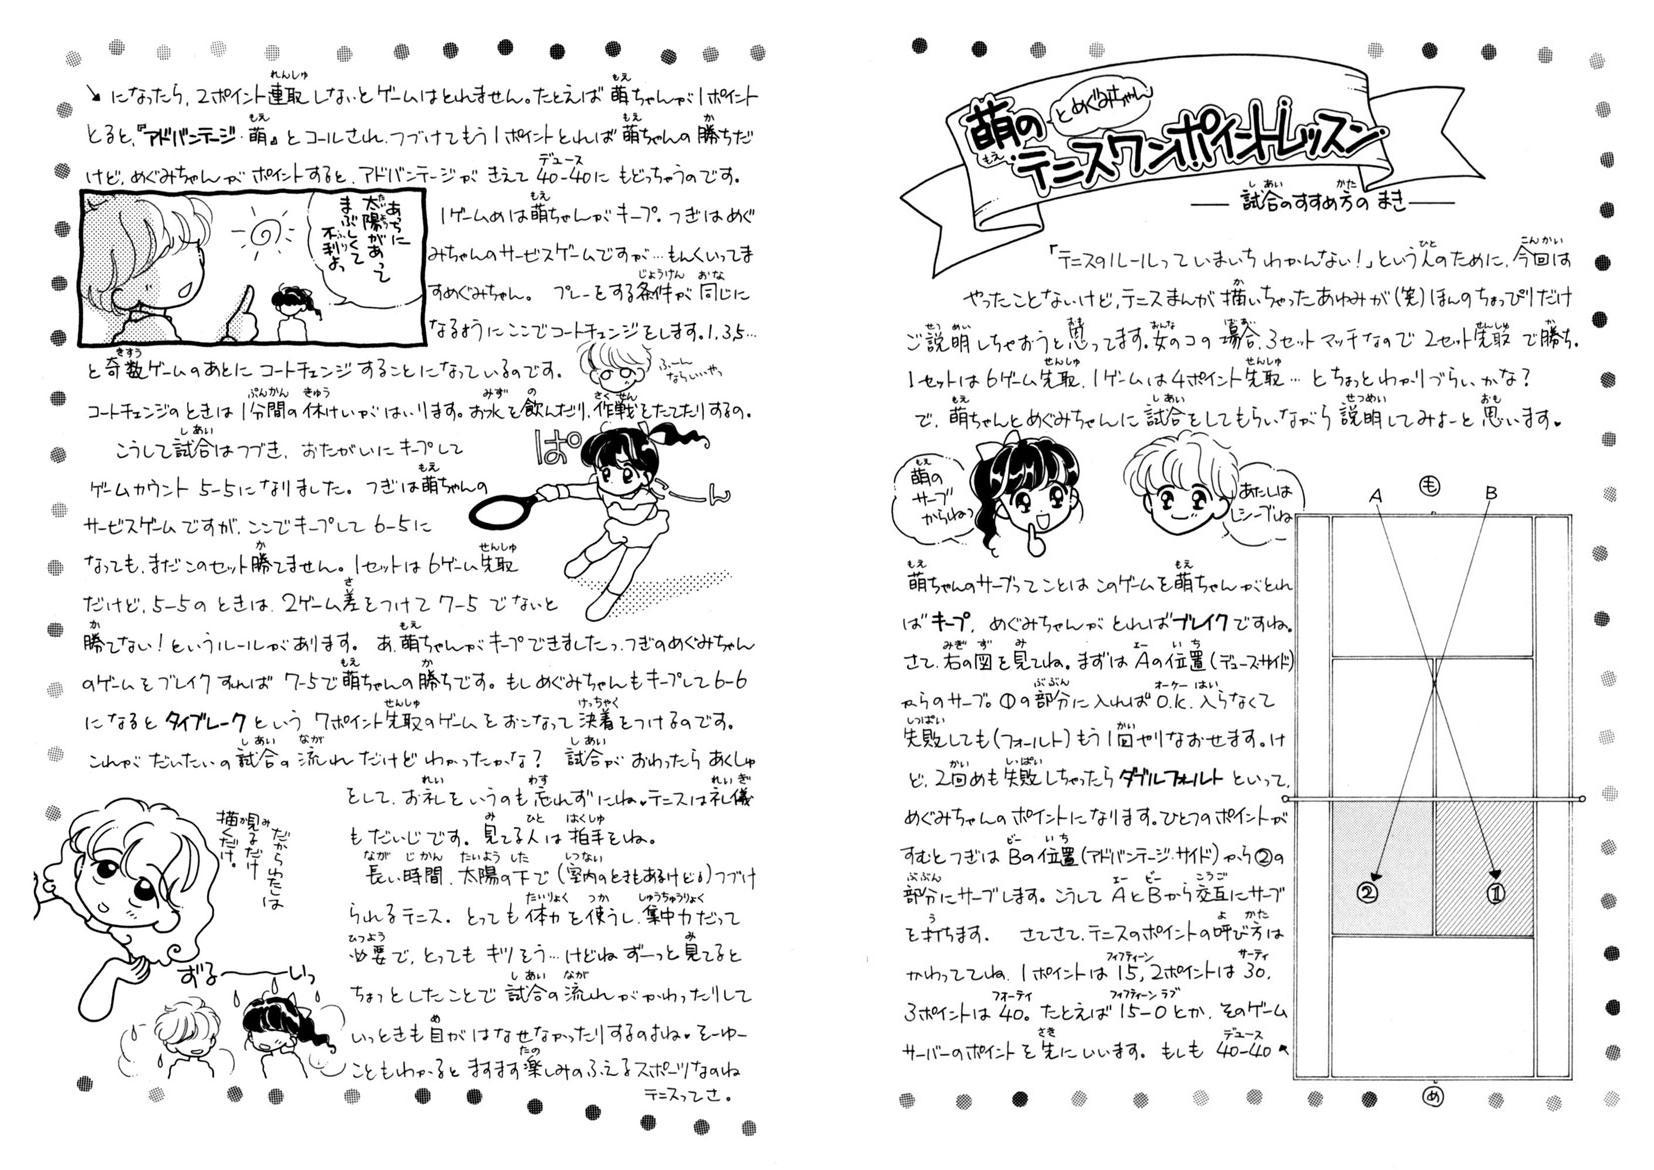 萌の
とめぐみちゃん
テニスワンポイントレッスン
── 試合のすすめ方の まき ──
「テニスのルールって いまいち わかんない！」という人のために、今回は
やったことないけど、テニスまんが 描いちゃったあゆみが(笑)ほんのちょっぴりだけ
ご説明しちゃおうと思ってます。女のコの 場合、3セットマッチなので 2セット先取 で勝ち。
1セットは 6ゲーム先取、1ゲームは 4ポイント先取… とちょっとわかりづらいかな？
で、萌ちゃんとめぐみちゃんに 試合をしてもらいながら 説明してみよーと 思います♥
萌の
サーブ
からねっ
あたしは
レシーブね
A
も
B
②
①
め
萌ちゃんのサーブってことは このゲームを萌ちゃんがとれ
ば キープ、めぐみちゃんが とれば ブレイクですね。
さて、右の図を見てね。まずは Aの位置(デュースサイド)
からのサーブ。①の部分に入れば O.K. 入らなくて
失敗しても(フォールト)もう1回やりなおせます。け
ど、2回めも失敗しちゃったら ダブルフォルト といって、
めぐみちゃんのポイントになります。ひとつのポイントが
すむとつぎは Bの位置(アドバンテージ・サイド)から②の
部分にサーブします。こうして AとBから交互にサーブ
を打ちます。 さてさて、テニスのポイントの呼び方は
かわっててね、1ポイントは 15、2ポイントは 30、
3ポイントは 40。たとえば 15-0 とか、そのゲーム
サーバーのポイントを先にいいます。もしも 40-40
になったら、2ポイント連取しないとゲームはとれません。たとえば 萌ちゃんが1ポイント
とると、『アドバンテージ・萌』とコールされ、つづけてもう1ポイントとれば 萌ちゃんの 勝ちだ
けど、めぐみちゃんが ポイントすると、アドバンテージが きえて 40-40に もどっちゃうのです。
あっちに
太陽があって
まぶしくて
不利よっ
1ゲームめは萌ちゃんがキープ。つぎはめぐ
みちゃんのサービスゲームですが…もんくいってま
すめぐみちゃん。 プレーをする条件が同じに
なるようにここでコートチェンジをします。1、3、5…
と奇数ゲームのあとにコートチェンジすることになっているのです。
ふーん
ならいいやっ
コートチェンジのときは 1分間の休けいがはいります。お水を飲んだり、作戦をたてたりするの。
こうして試合はつづき、おたがいにキープして
ぱ
こーん
ゲームカウント 5-5になりました。つぎは萌ちゃんの
サービスゲームですが、ここでキープして 6-5に
なっても、まだこのセット勝てません。1セットは 6ゲーム先取
だけど、5-5のときは、2ゲーム差をつけて 7-5 でないと
勝てない！というルールがあります。 あ、萌ちゃんがキープできましたっ、つぎのめぐみちゃん
のゲームをブレイクすれば 7-5で萌ちゃんの勝ちです。もしめぐみちゃんもキープして6-6
になると タイブレーク という 7ポイント先取のゲームをおこなって 決着をつけるのです。
これが だいたいの試合の流れ だけど わかったかな？ 試合がおわったら あくしゅ
をして、お礼をいうのも忘れずにね♥テニスは礼儀
もだいじです。見てる人は拍手をね。
長い時間、太陽の下で(室内のときもあるけど)つづけ
られるテニス。とっても体力を使うし、集中力だって
必要で、とってもギリそう…けどねずーっと見てると
ちょっとしたことで 試合の流れがかわったりして
いっときも目がはなせなかったりするのよね♥そーゆー
こともわかると ますます楽しみのふえるスポーツなのね
テニスってさ。
だからわたしは
見るだけ
描くだけ。
ずる──いっ